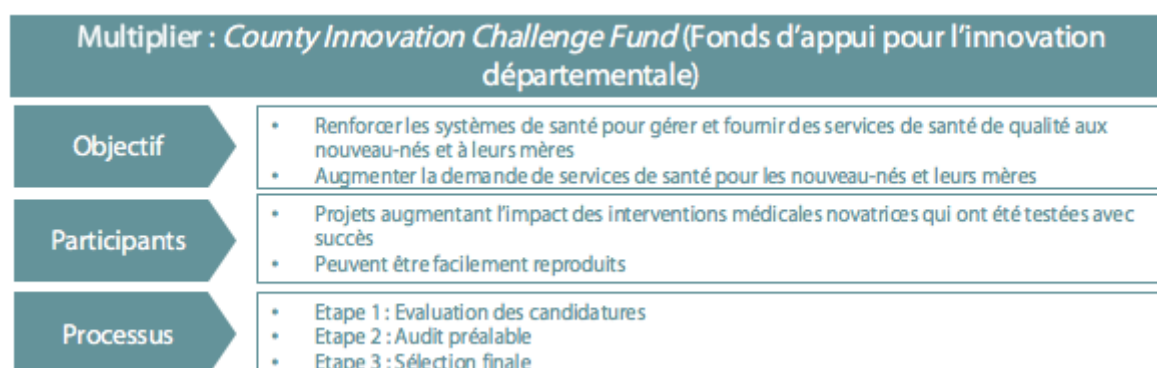 Multiplier : County Innovation Challenge Fund (Fonds d'appui pour l'innovation
départementale)
Objectif
• Renforcer les systèmes de santé pour gérer et fournir des services de santé de qualité aux
nouveau-nés et à leurs mères
• Augmenter la demande de services de santé pour les nouveau-nés et leurs mères
Participants
• Projets augmentant l'impact des interventions médicales novatrices qui ont été testées avec
succès
• Peuvent être facilement reproduits
Processus
• Etape 1 : Evaluation des candidatures
• Etape 2 : Audit préalable
• Etape 3 : Sélection finale